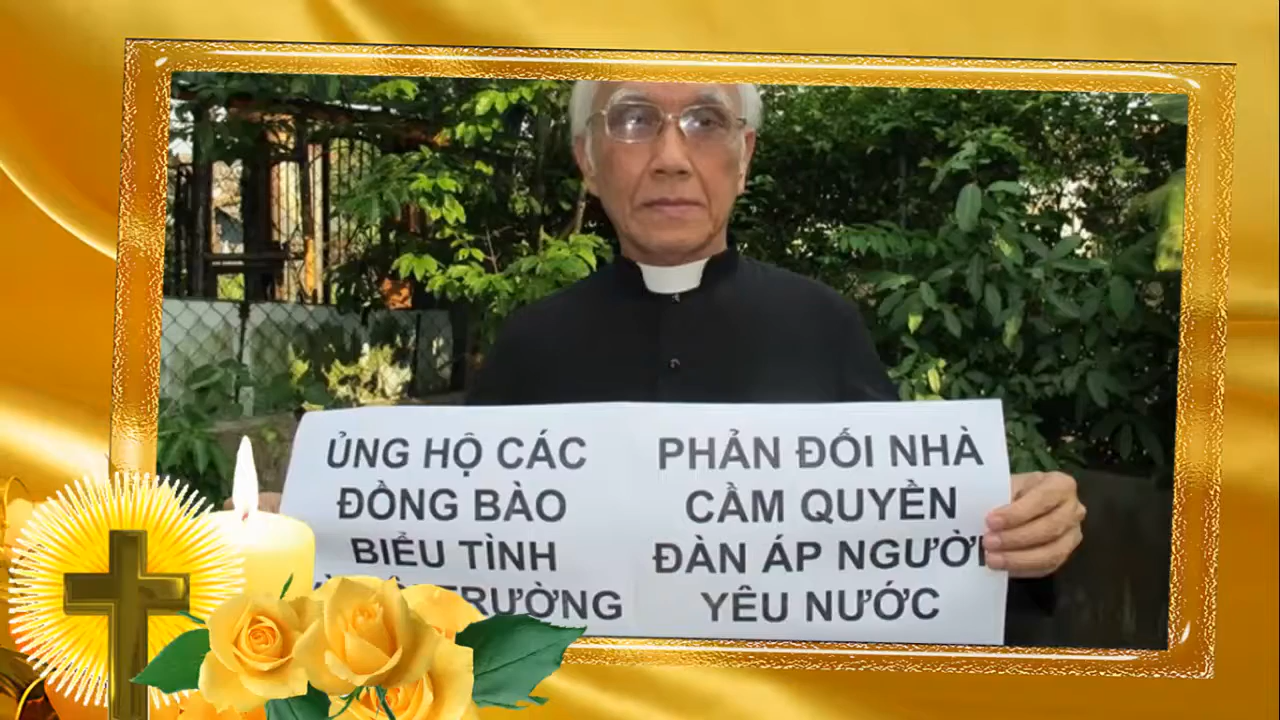 ỦNG HỘ CÁC
ĐỒNG BÀO
BIỂU TÌNH
TRƯỜNG
PHẢN ĐỐI NHÀ
CẦM QUYỀN
ĐÀN ÁP NGƯỜI
YÊU NƯỚC